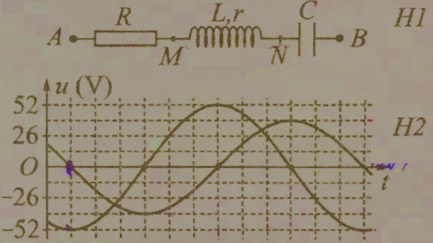 R L,r C H1
A M N B
u (V)
52
26 H2
O t
-26
-52